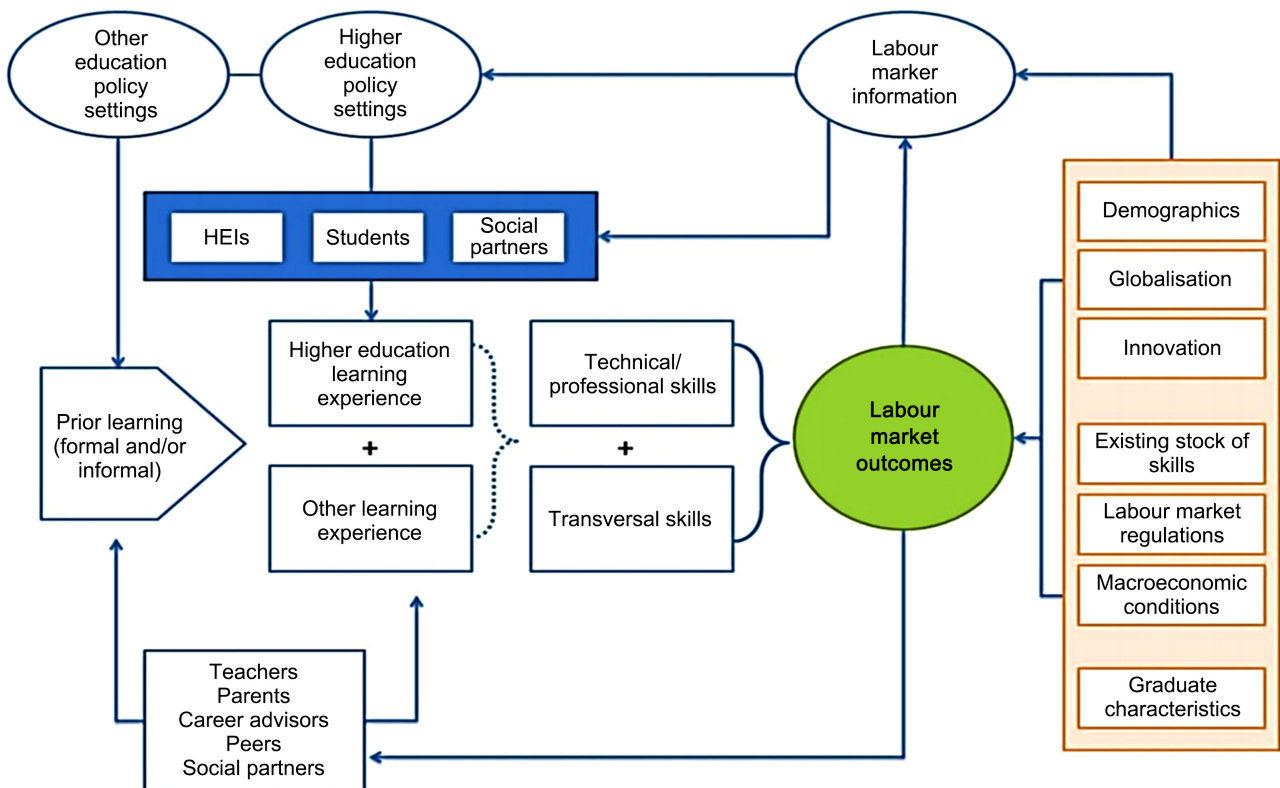 Other
education
policy
settings
Higher
education
policy
settings
Labour
marker
information
HEIs
Students
Social
partners
Demographics
Globalisation
Innovation
Existing stock of
skills
Labour market
regulations
Macroeconomic
conditions
Graduate
characteristics
Prior learning
(formal and/or
informal)
Higher education
learning
experience
+
Other learning
experience
Technical/
professional skills
+
Transversal skills
Labour
market
outcomes
Teachers
Parents
Career advisors
Peers
Social partners